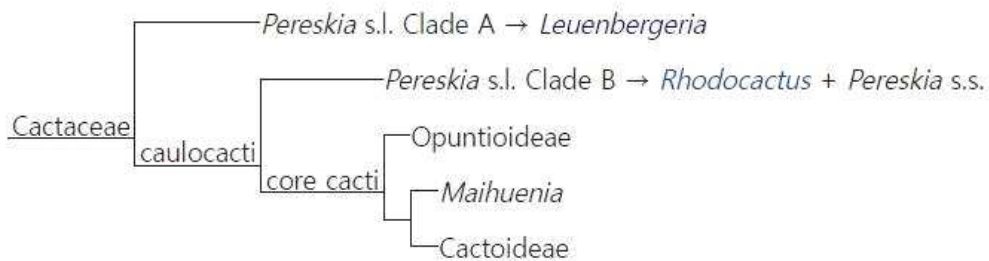 Pereskia s.l. Clade A → Leuenbergeria
Pereskia s.l. Clade B → Rhodocactus + Pereskia s.s.
Cactaceae
Opuntioideae
caulocacti
core cacti
Maihuenia
Cactoideae